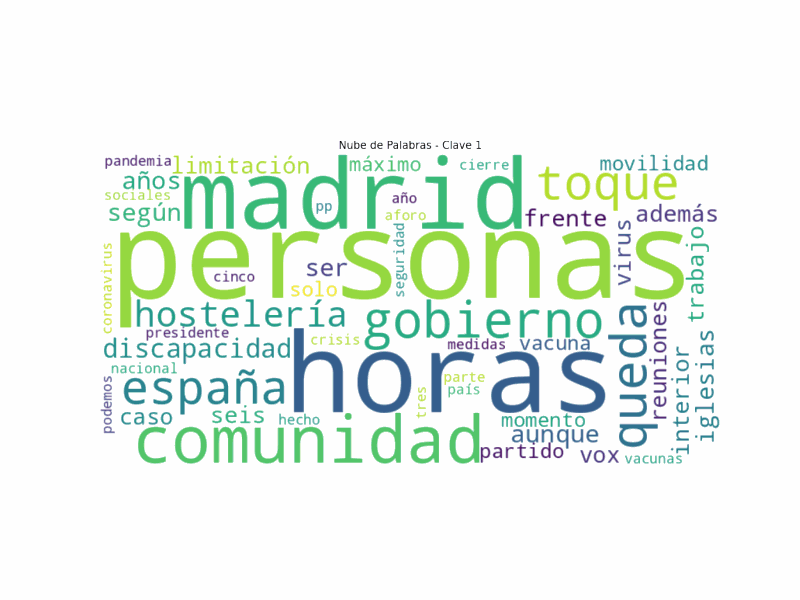 Nube de Palabras - Clave 1
pandemia
limitación
máximo
cierre
movilidad
años
madrid
toque
sociales
según
pp
año
aforo
frente
además
personas
coronavirus
cinco
ser
solo
seguridad
virus
trabajo
hostelería
gobierno
queda
reuniones
presidente
crisis
medidas
vacuna
discapacidad
horas
nacional
españa
parte
país
interior
iglesias
podemos
caso
seis
hecho
tres
momento
comunidad
aunque
partido
vox
vacunas